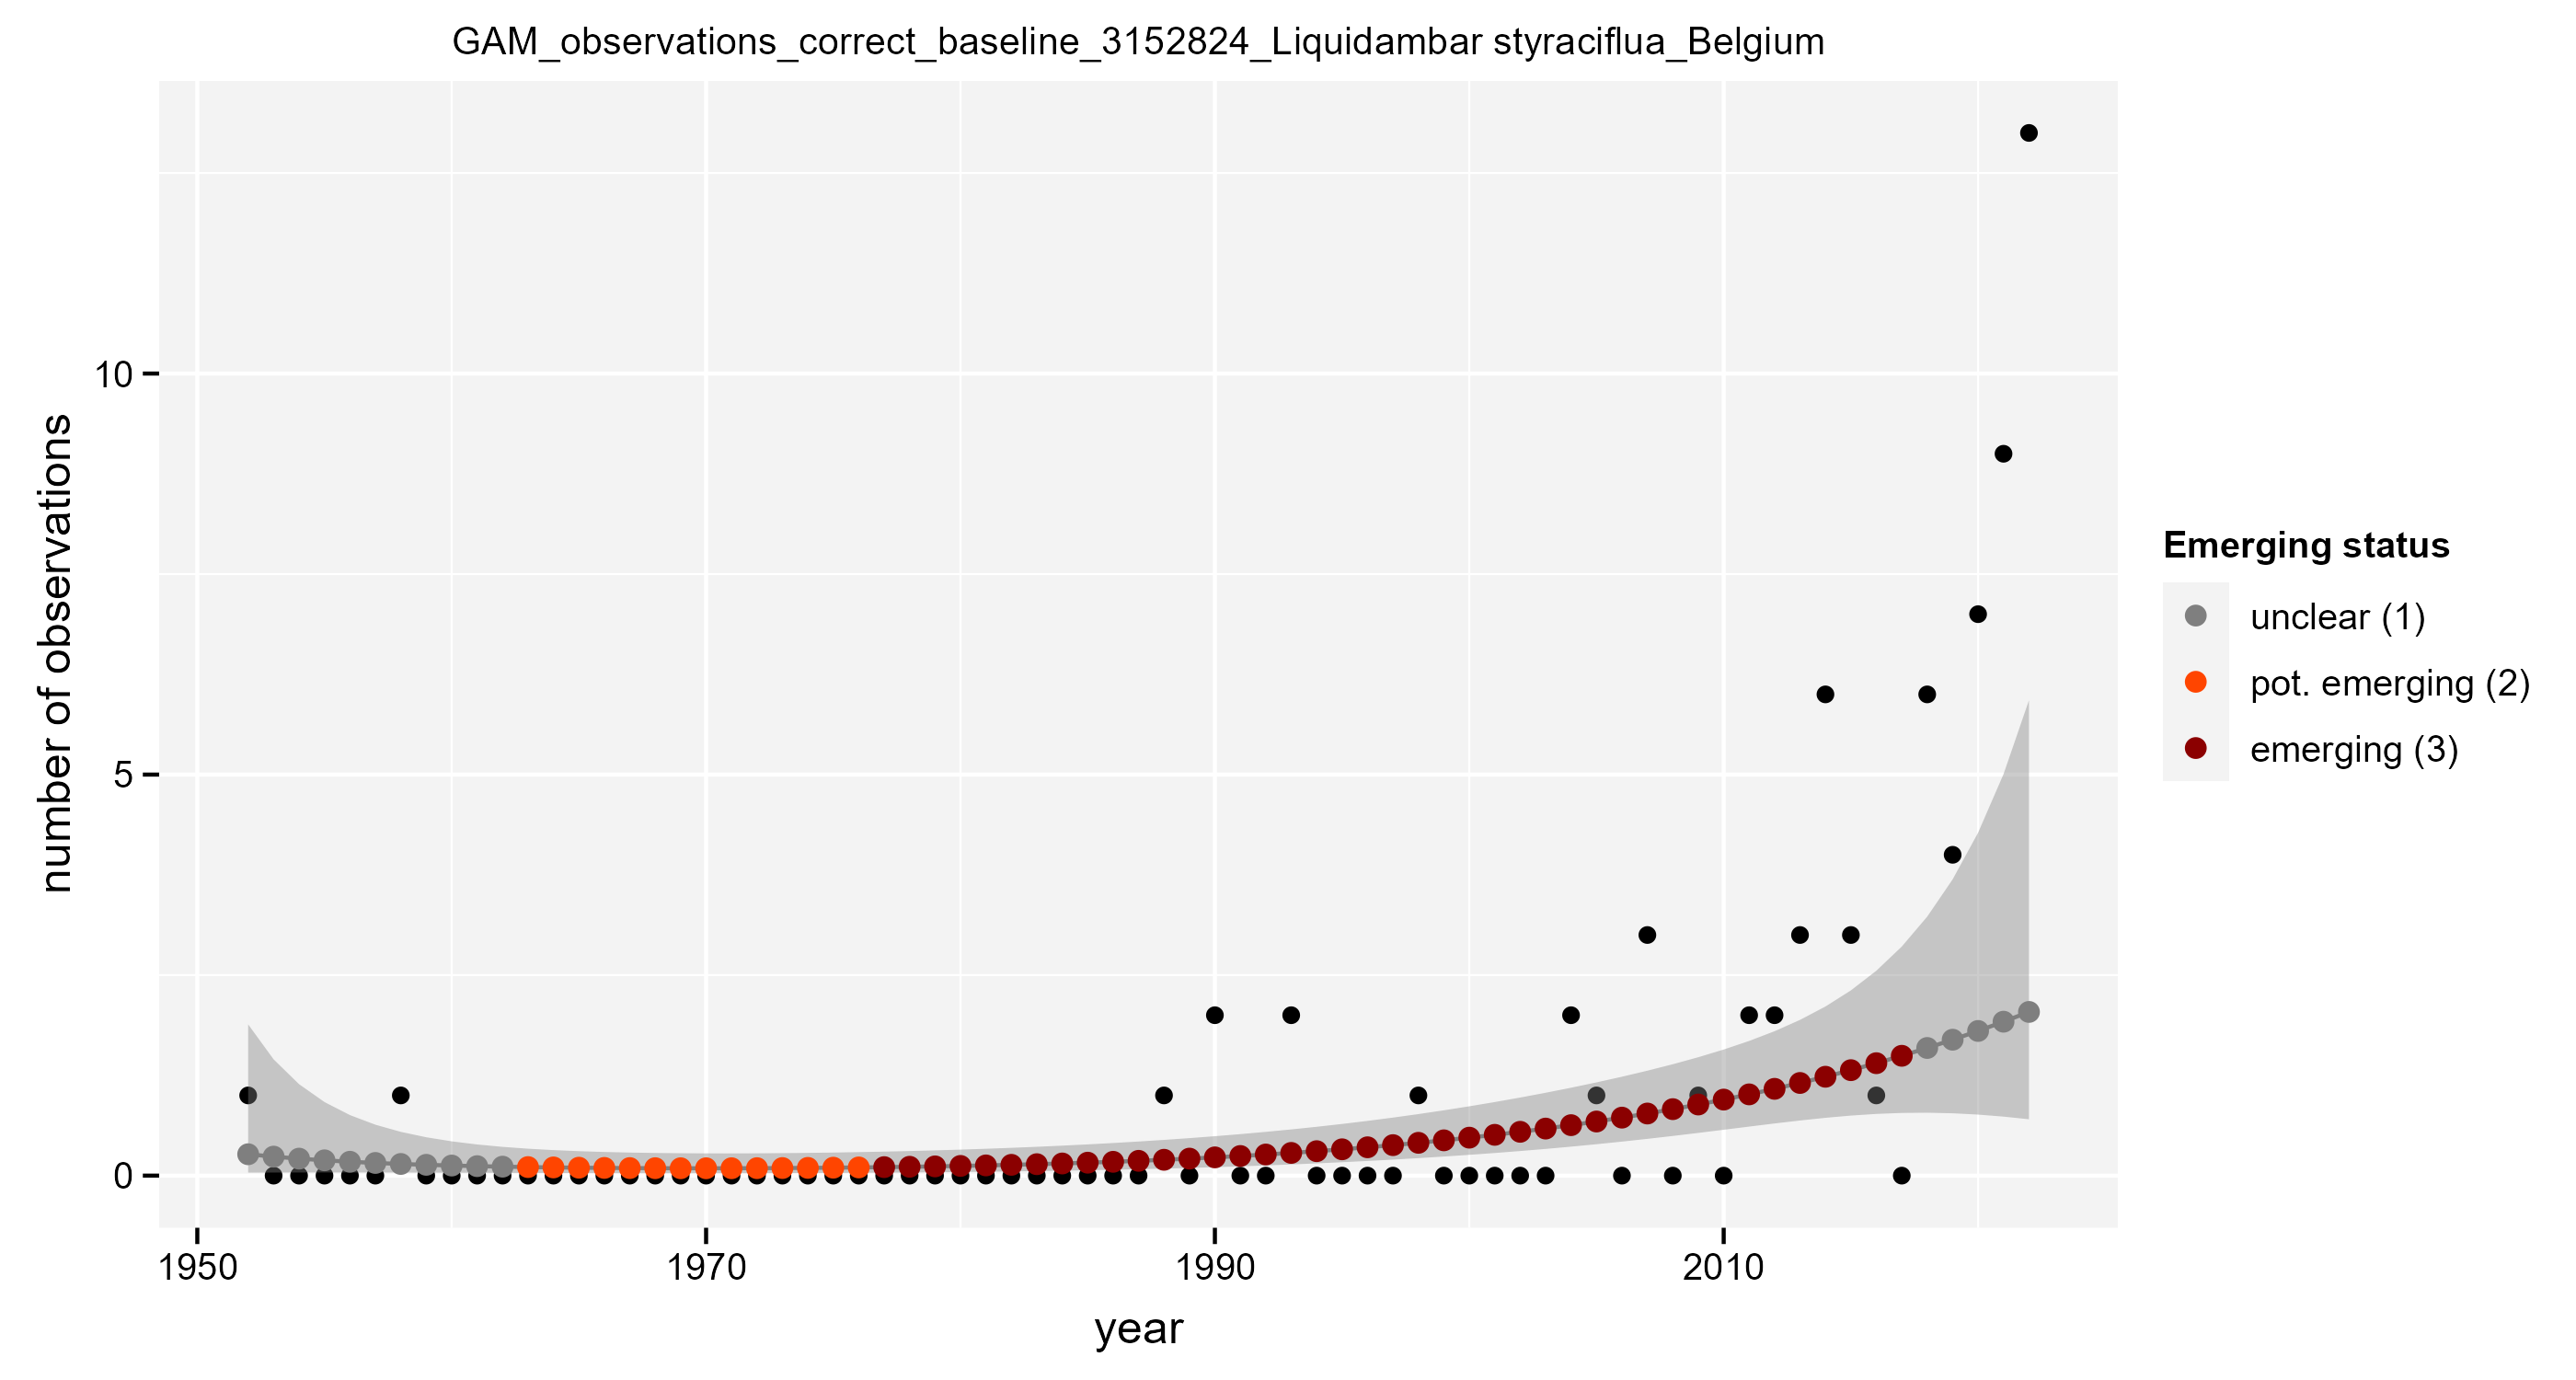 GAM_observations_correct_baseline_3152824_Liquidambar styraciflua_Belgium
number of observations
10
5
0
1950 1970 1990 2010
year
Emerging status
unclear (1)
pot. emerging (2)
emerging (3)